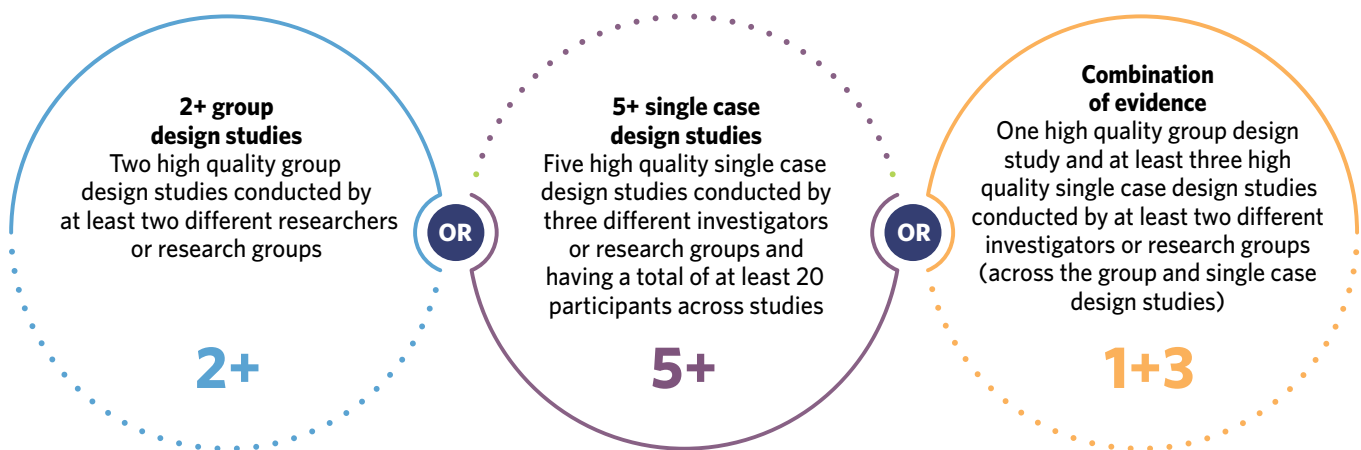 2+ group
design studies
Two high quality group
design studies conducted by
at least two different researchers
or research groups
2+
OR
5+ single case
design studies
Five high quality single case
design studies conducted by
three different investigators
or research groups and
having a total of at least 20
participants across studies
5+
OR
Combination
of evidence
One high quality group design
study and at least three high
quality single case design studies
conducted by at least two different
investigators or research groups
(across the group and single case
design studies)
1+3